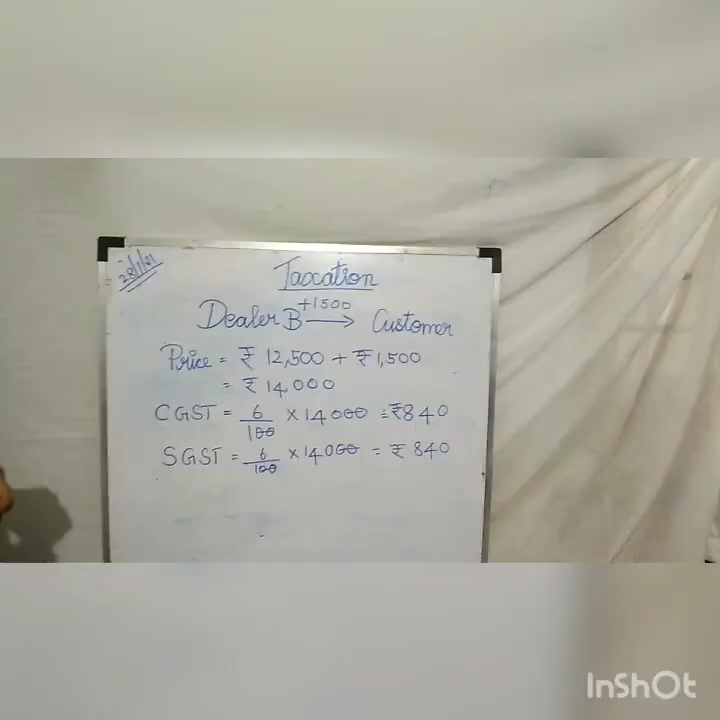 28/1/21
Taxation
+1500
Dealer B → Customer
Price = ₹ 12,500 + ₹1,500
= ₹ 14,000
CGST = 6/100 × 14000 = ₹840
SGST = 6/100 × 14000 = ₹ 840
InShOt